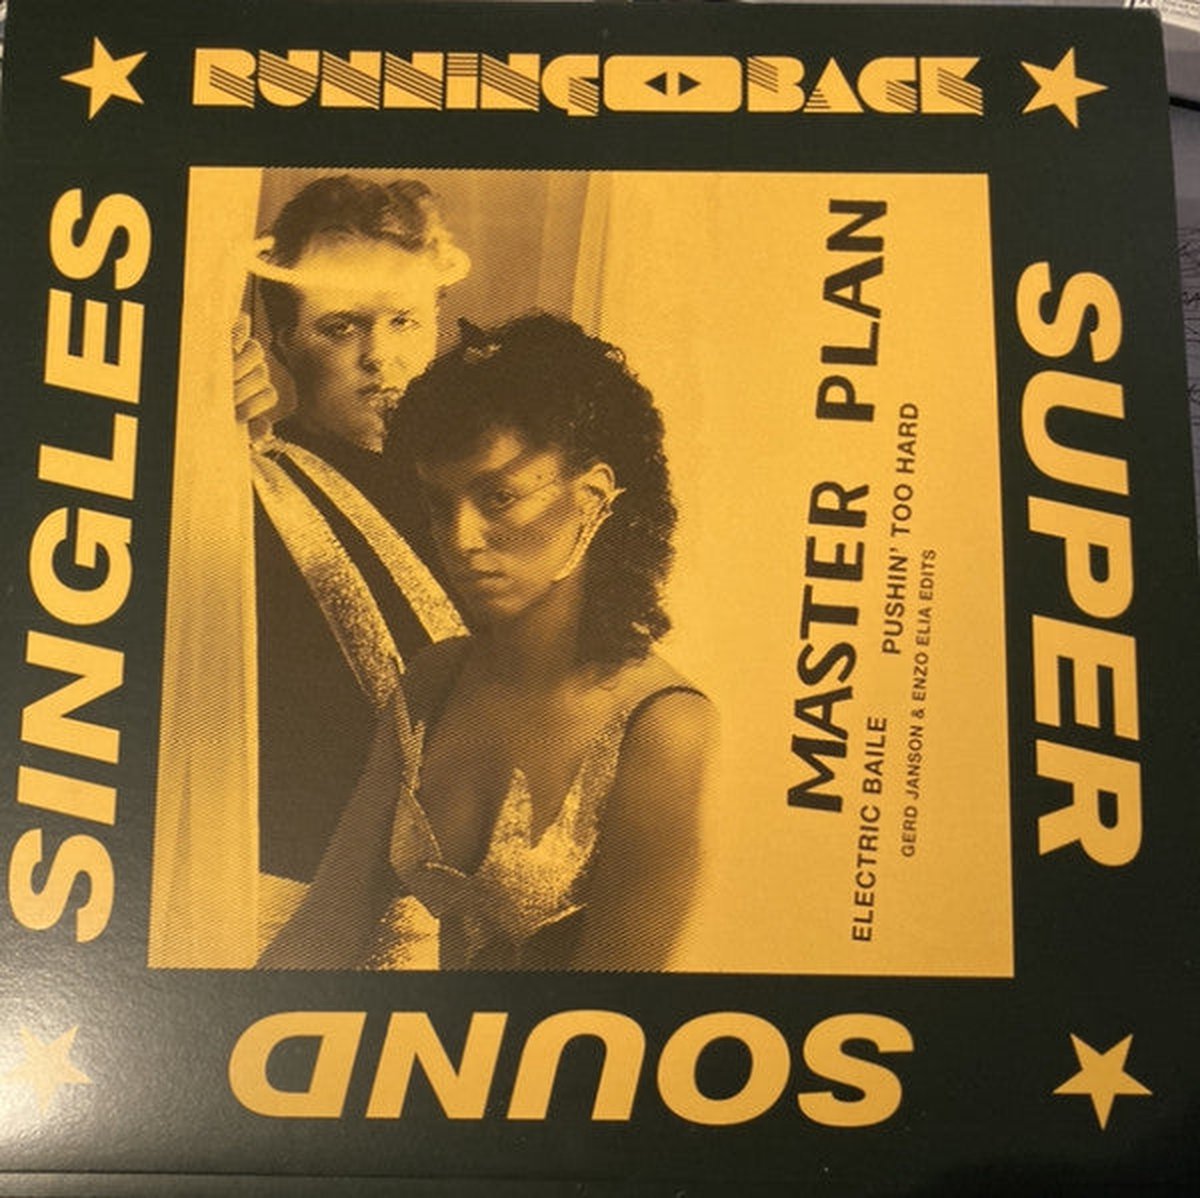 RUNNING BACK
SUPER
SOUND
SINGLES
MASTER PLAN
ELECTRIC BAILE PUSHIN' TOO HARD
GERD JANSON & ENZO ELIA EDITS